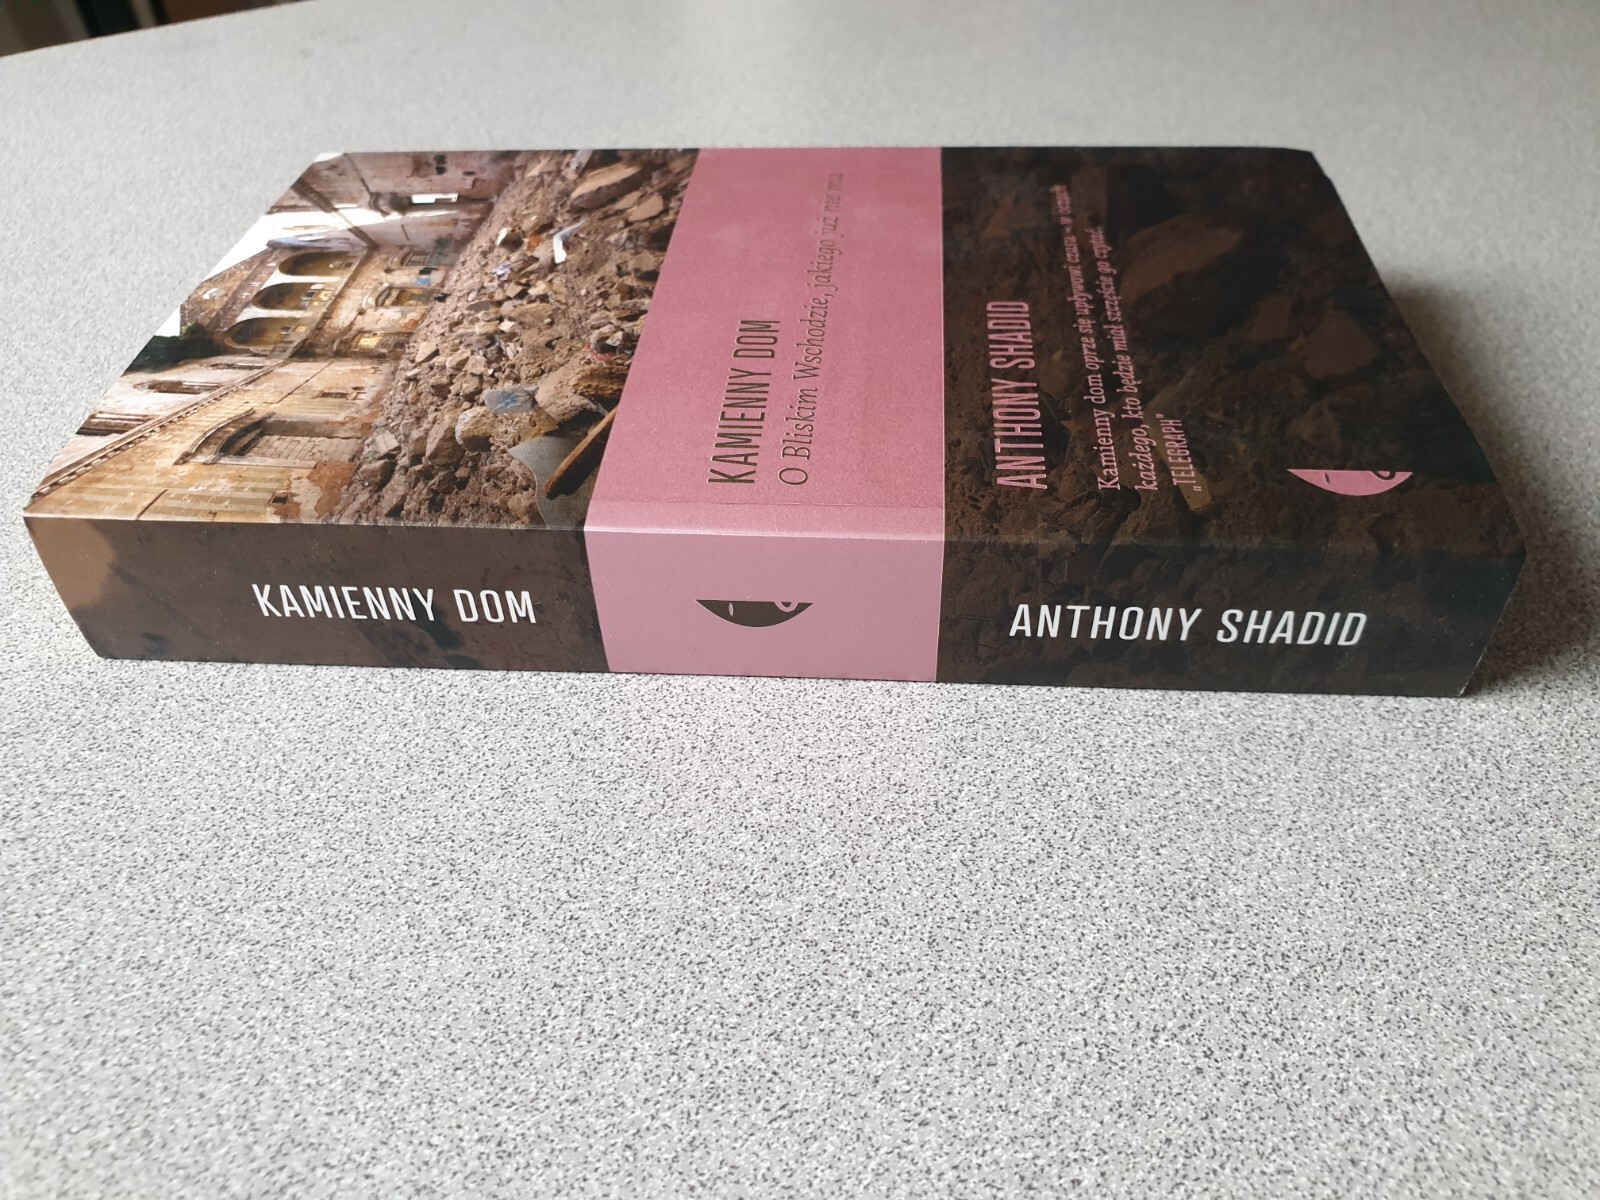 KAMIENNY DOM
O Bliskim Wschodzie, jakiego już nie ma
ANTHONY SHADID
Kamienny dom oprze się upływowi czasu – w oczach
każdego, kto będzie miał szczęście go czytać.
„TELEGRAPH"
KAMIENNY DOM
ANTHONY SHADID